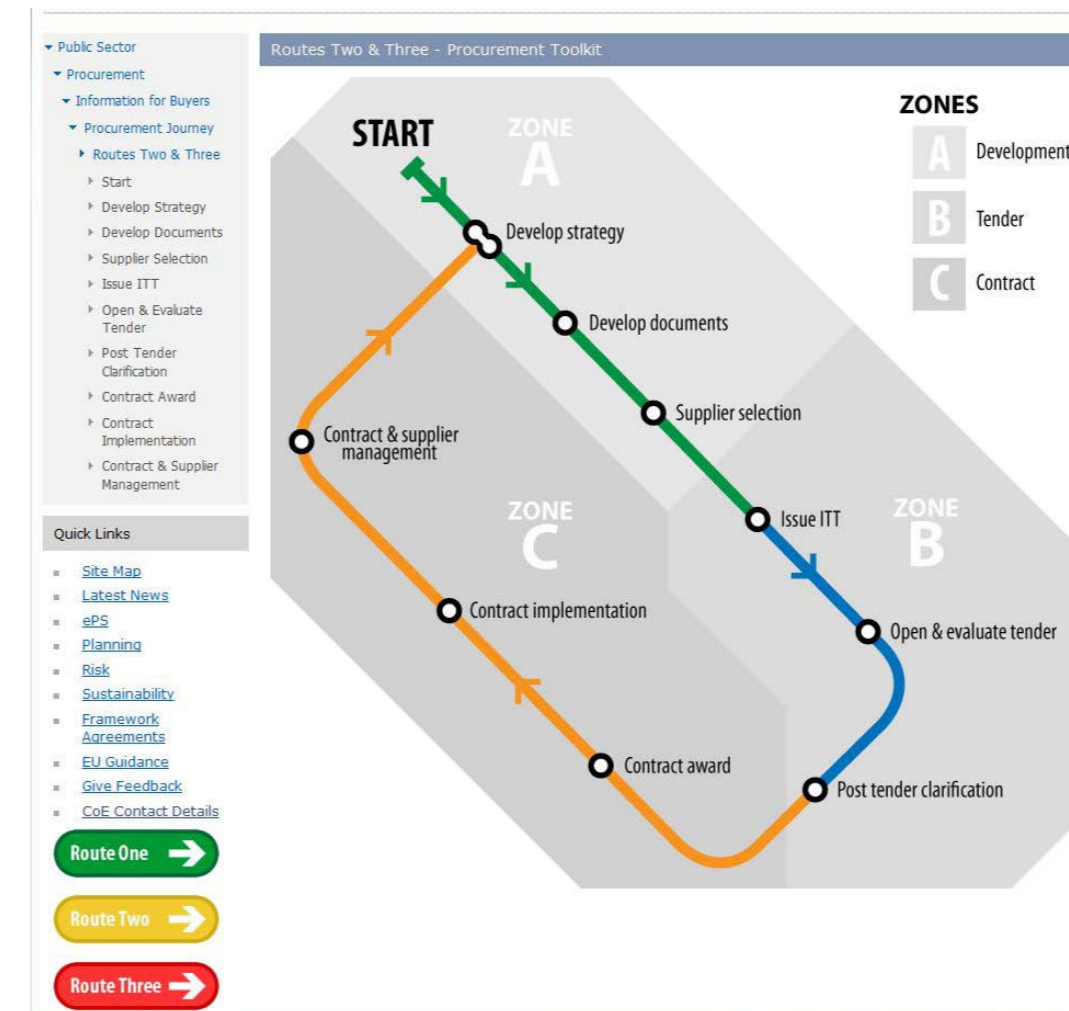 Public Sector
Procurement
Information for Buyers
Procurement Journey
Routes Two & Three
Start
Develop Strategy
Develop Documents
Supplier Selection
Issue ITT
Open & Evaluate
Tender
Post Tender
Clarification
Contract Award
Contract
Implementation
Contract & Supplier
Management
Quick Links
Site Map
Latest News
ePS
Planning
Risk
Sustainability
Framework
Agreements
EU Guidance
Give Feedback
CoE Contact Details
Route One
Route Two
Route Three
Routes Two & Three - Procurement Toolkit
START
ZONE
A
Develop strategy
Develop documents
Supplier selection
Issue ITT
ZONE
B
Open & evaluate tender
Post tender clarification
Contract award
ZONE
C
Contract implementation
Contract & supplier
management
ZONES
A Development
B Tender
C Contract